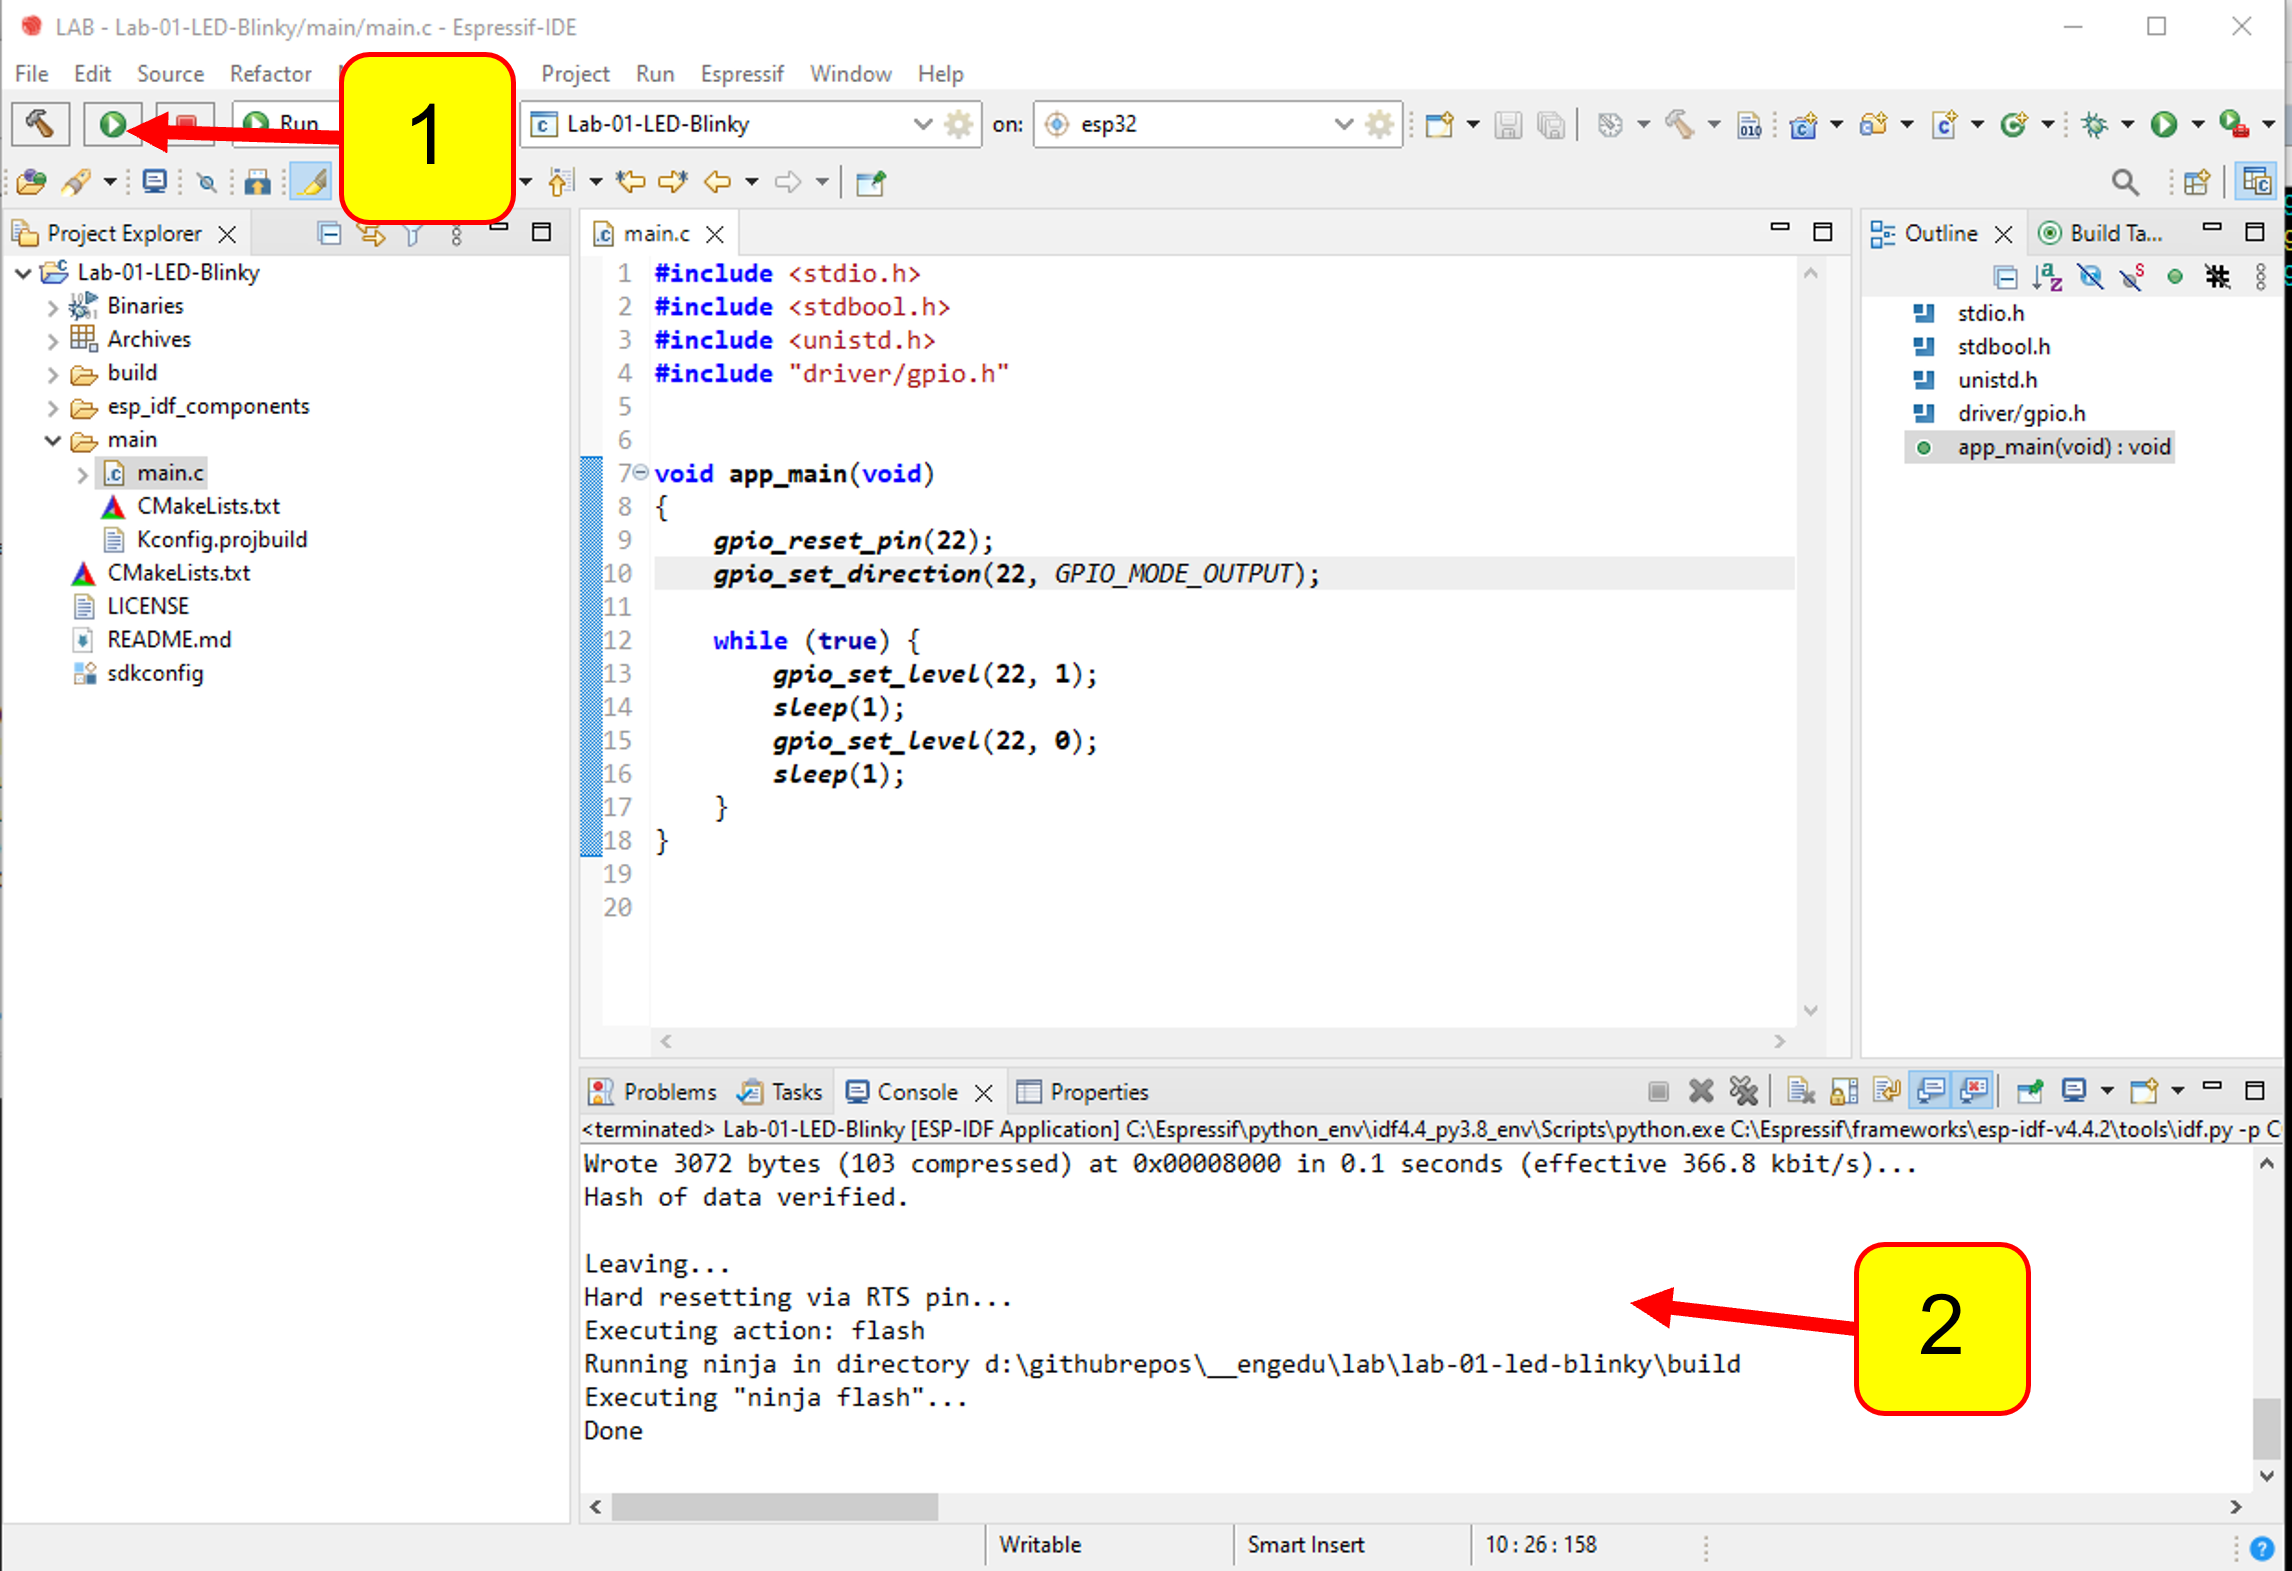 LAB - Lab-01-LED-Blinky/main/main.c - Espressif-IDE
File Edit Source Refactor Project Run Espressif Window Help
Run
1
Lab-01-LED-Blinky
on:
esp32
010
Project Explorer
Lab-01-LED-Blinky
Binaries
Archives
build
esp_idf_components
main
main.c
CMakeLists.txt
Kconfig.projbuild
CMakeLists.txt
LICENSE
README.md
sdkconfig
main.c
1 #include <stdio.h>
2 #include <stdbool.h>
3 #include <unistd.h>
4 #include "driver/gpio.h"
5
6
7 void app_main(void)
8 {
9 gpio_reset_pin(22);
10 gpio_set_direction(22, GPIO_MODE_OUTPUT);
11
12 while (true) {
13 gpio_set_level(22, 1);
14 sleep(1);
15 gpio_set_level(22, 0);
16 sleep(1);
17 }
18 }
19
20
Outline
Build Ta...
stdio.h
stdbool.h
unistd.h
driver/gpio.h
app_main(void) : void
Problems Tasks Console Properties
<terminated> Lab-01-LED-Blinky [ESP-IDF Application] C:\Espressif\python_env\idf4.4_py3.8_env\Scripts\python.exe C:\Espressif\frameworks\esp-idf-v4.4.2\tools\idf.py -p C
Wrote 3072 bytes (103 compressed) at 0x00008000 in 0.1 seconds (effective 366.8 kbit/s)...
Hash of data verified.
Leaving...
Hard resetting via RTS pin...
Executing action: flash
Running ninja in directory d:\githubrepos\__engedu\lab\lab-01-led-blinky\build
Executing "ninja flash"...
Done
2
Writable
Smart Insert
10 : 26 : 158